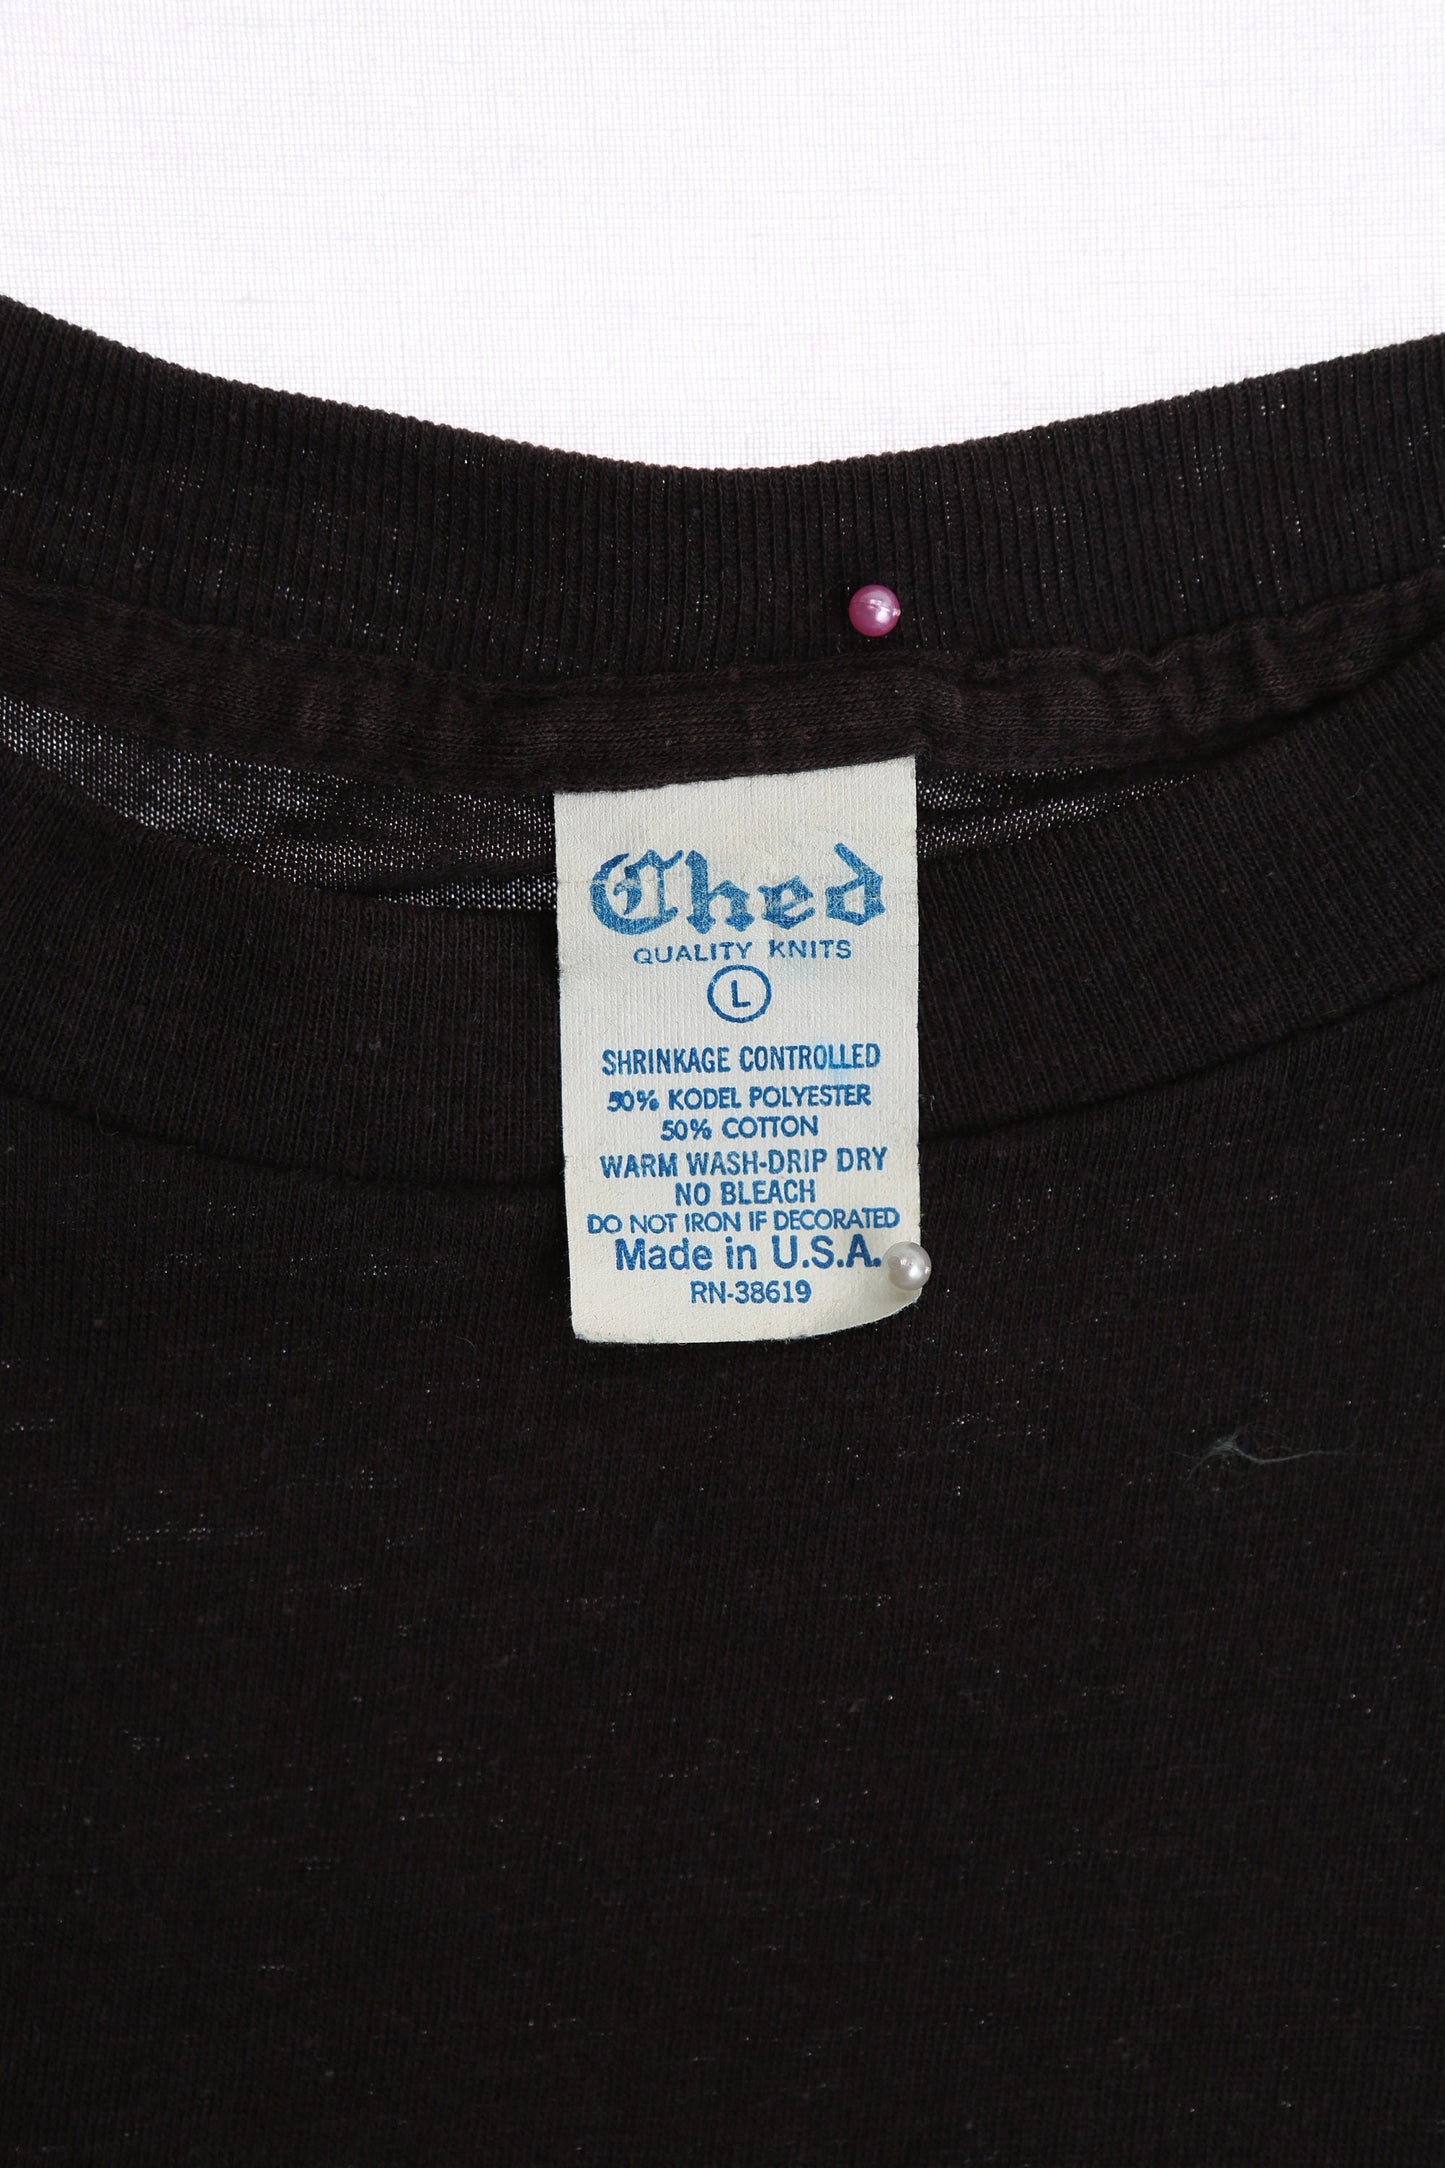 Ched
QUALITY KNITS
L
SHRINKAGE CONTROLLED
50% KODEL POLYESTER
50% COTTON
WARM WASH-DRIP DRY
NO BLEACH
DO NOT IRON IF DECORATED
Made in U.S.A.
RN-38619